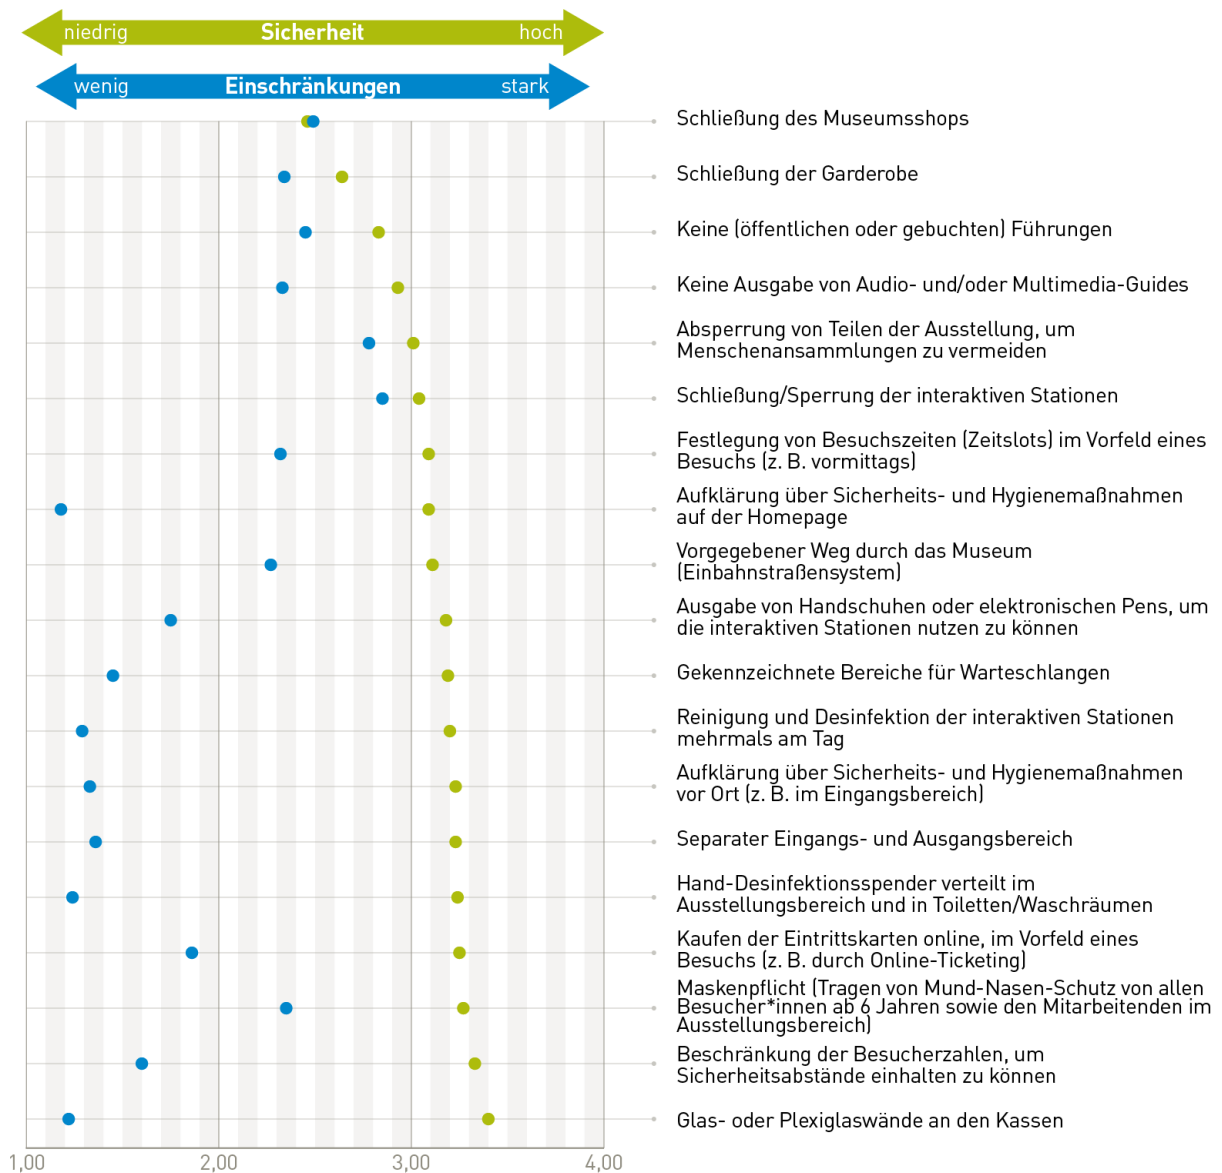 niedrig Sicherheit hoch
wenig Einschränkungen stark
Schließung des Museumsshops
Schließung der Garderobe
Keine (öffentlichen oder gebuchten) Führungen
Keine Ausgabe von Audio- und/oder Multimedia-Guides
Absperrung von Teilen der Ausstellung, um
Menschenansammlungen zu vermeiden
Schließung/Sperrung der interaktiven Stationen
Festlegung von Besuchszeiten (Zeitslots) im Vorfeld eines
Besuchs (z. B. vormittags)
Aufklärung über Sicherheits- und Hygienemaßnahmen
auf der Homepage
Vorgegebener Weg durch das Museum
(Einbahnstraßensystem)
Ausgabe von Handschuhen oder elektronischen Pens, um
die interaktiven Stationen nutzen zu können
Gekennzeichnete Bereiche für Warteschlangen
Reinigung und Desinfektion der interaktiven Stationen
mehrmals am Tag
Aufklärung über Sicherheits- und Hygienemaßnahmen
vor Ort (z. B. im Eingangsbereich)
Separater Eingangs- und Ausgangsbereich
Hand-Desinfektionsspender verteilt im
Ausstellungsbereich und in Toiletten/Waschräumen
Kaufen der Eintrittskarten online, im Vorfeld eines
Besuchs (z. B. durch Online-Ticketing)
Maskenpflicht (Tragen von Mund-Nasen-Schutz von allen
Besucher*innen ab 6 Jahren sowie den Mitarbeitenden im
Ausstellungsbereich)
Beschränkung der Besucherzahlen, um
Sicherheitsabstände einhalten zu können
Glas- oder Plexiglaswände an den Kassen
1,00 2,00 3,00 4,00